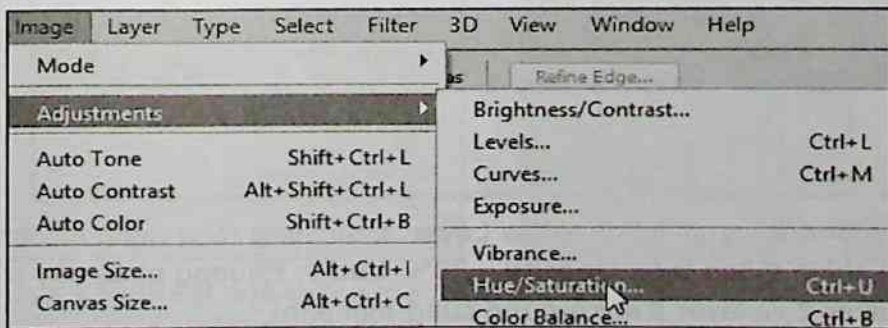 Image Layer Type Select Filter 3D View Window Help
Mode
as Refine Edge...
Adjustments
Auto Tone Shift+Ctrl+L
Auto Contrast Alt+Shift+Ctrl+L
Auto Color Shift+Ctrl+B
Image Size... Alt+Ctrl+I
Canvas Size... Alt+Ctrl+C
Brightness/Contrast...
Levels... Ctrl+L
Curves... Ctrl+M
Exposure...
Vibrance...
Hue/Saturation... Ctrl+U
Color Balance... Ctrl+B